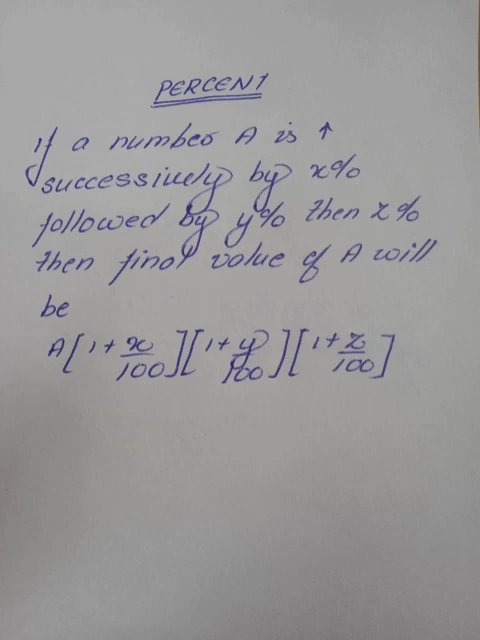 PERCENT
If a number A is ↑
successively by x%
followed by y% then z%
then final value of A will
be
A[1+x/100][1+y/100][1+z/100]